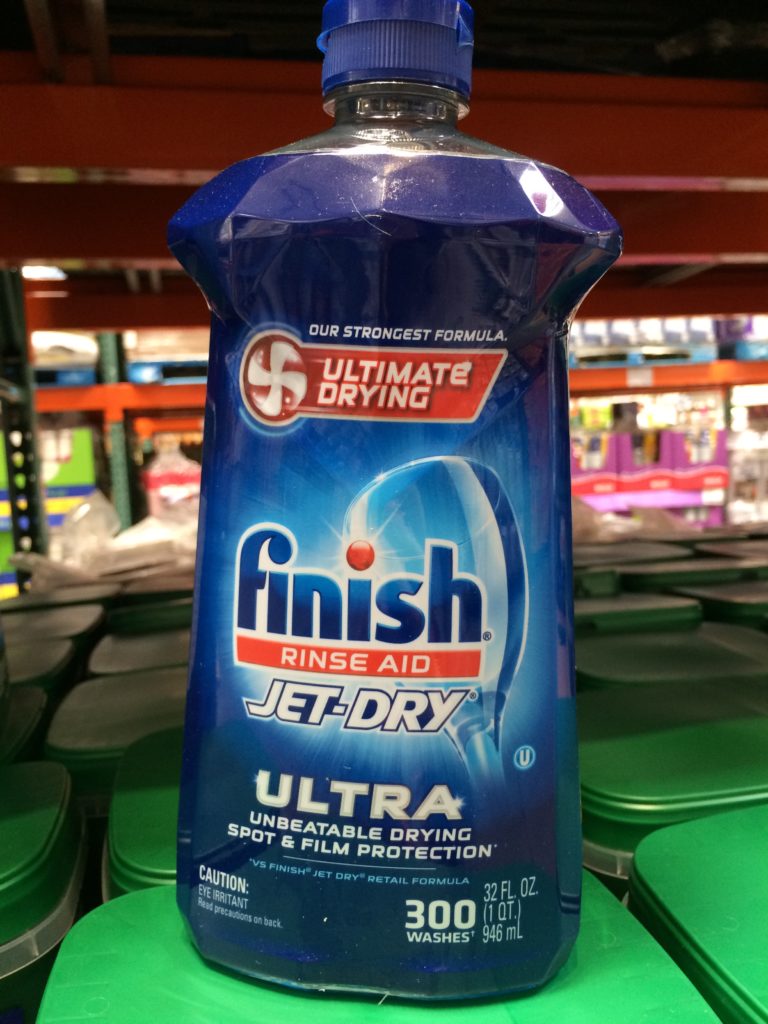 OUR STRONGEST FORMULA.
ULTIMATE
DRYING
finish®
RINSE AID
JET-DRY®
U
ULTRA
UNBEATABLE DRYING
SPOT & FILM PROTECTION*
*VS FINISH® JET DRY® RETAIL FORMULA
CAUTION:
EYE IRRITANT
Read precautions on back.
300
WASHES†
32 FL. OZ.
(1 QT.)
946 mL